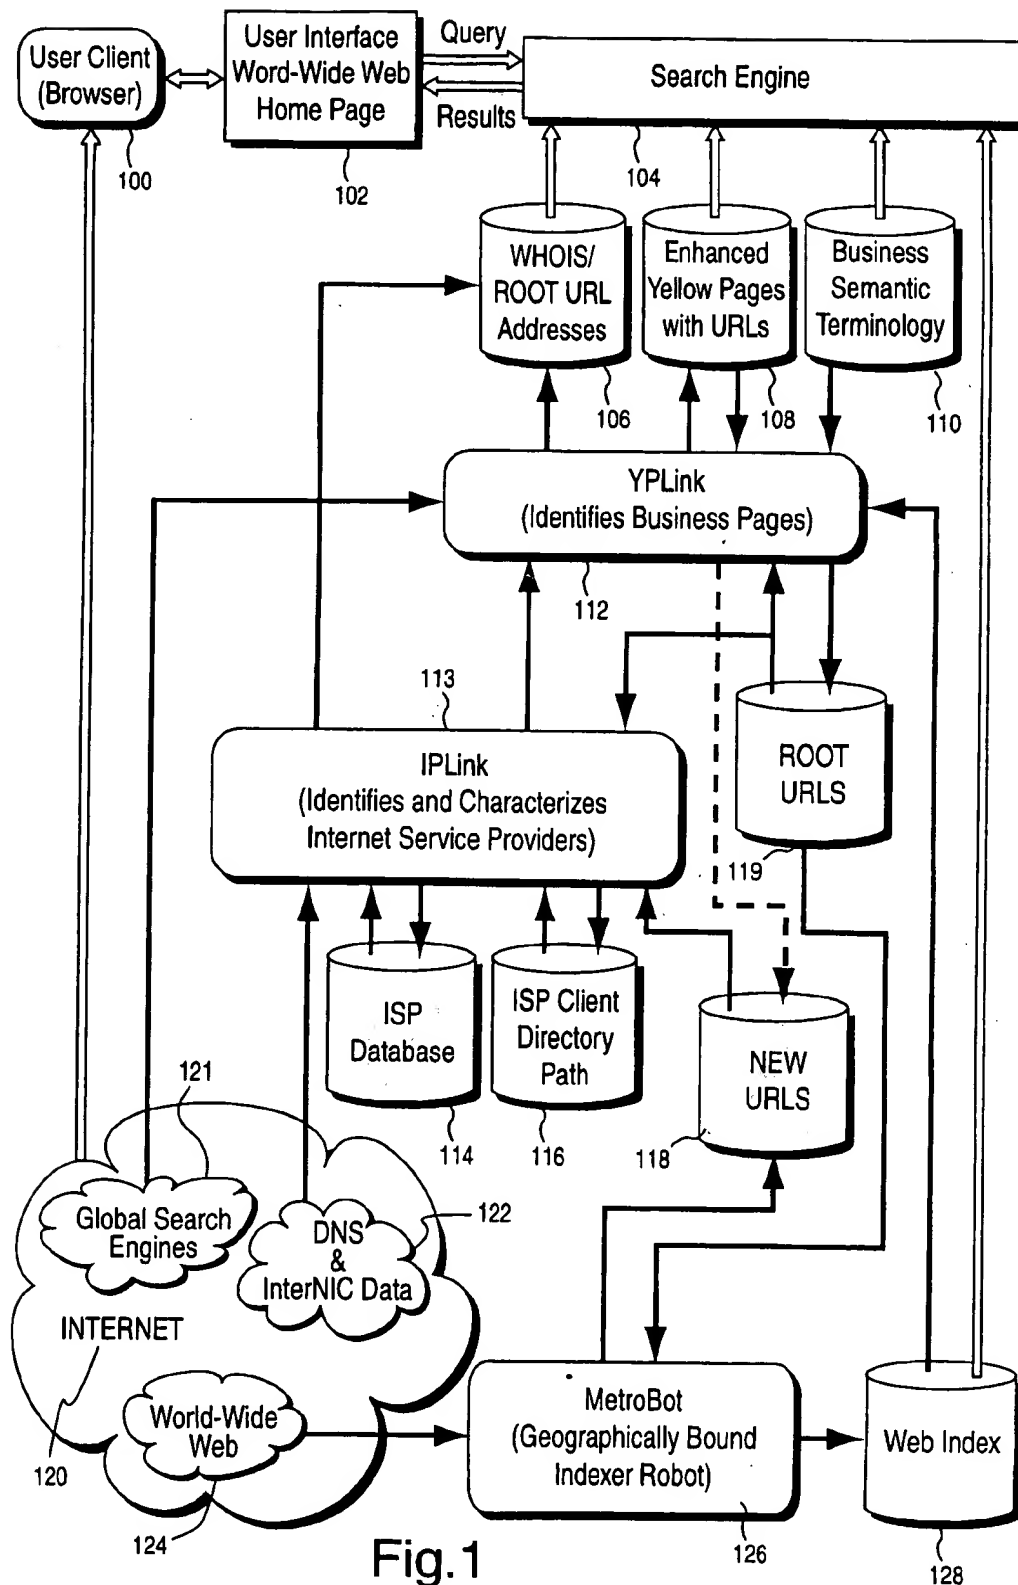 User Client
(Browser)
100
User Interface
Word-Wide Web
Home Page
102
Query
Results
Search Engine
104
WHOIS/
ROOT URL
Addresses
106
Enhanced
Yellow Pages
with URLs
108
Business
Semantic
Terminology
110
YPLink
(Identifies Business Pages)
112
113
IPLink
(Identifies and Characterizes
Internet Service Providers)
ROOT
URLS
119
ISP
Database
114
ISP Client
Directory
Path
116
NEW
URLS
118
121
Global Search
Engines
DNS
&
InterNIC Data
122
INTERNET
120
World-Wide
Web
124
MetroBot
(Geographically Bound
Indexer Robot)
126
Web Index
128
Fig.1